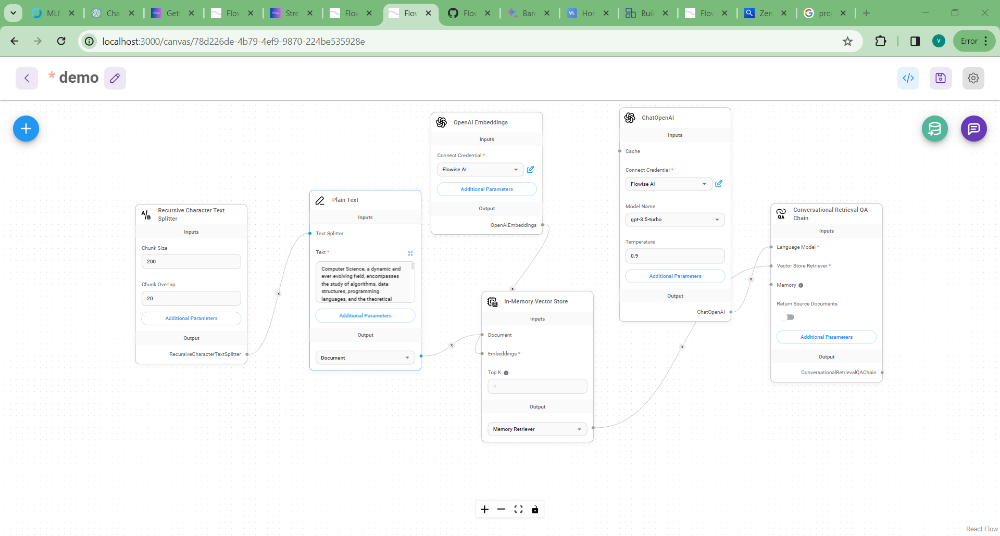 MLf
Cha
Gett
Flov
Stre
Flov
Flov
Flov
Barc
Hor
Buil
Flov
Zen
pro
localhost:3000/canvas/78d226de-4b79-4ef9-9870-224be535928e
V
Error
* demo
Recursive Character Text
Splitter
Inputs
Chunk Size
200
Chunk Overlap
20
Additional Parameters
Output
RecursiveCharacterTextSplitter
Plain Text
Inputs
Text Splitter
Text *
Computer Science, a dynamic and
ever-evolving field, encompasses
the study of algorithms, data
structures, programming
languages, and the theoretical
Additional Parameters
Output
Document
OpenAI Embeddings
Inputs
Connect Credential *
Flowise AI
Additional Parameters
Output
OpenAIEmbeddings
In-Memory Vector Store
Inputs
Document
Embeddings *
Top K
4
Output
Memory Retriever
ChatOpenAI
Inputs
Cache
Connect Credential *
Flowise AI
Model Name
gpt-3.5-turbo
Temperature
0.9
Additional Parameters
Output
ChatOpenAI
Conversational Retrieval QA
Chain
Inputs
Language Model *
Vector Store Retriever *
Memory
Return Source Documents
Additional Parameters
Output
ConversationalRetrievalQAChain
React Flow